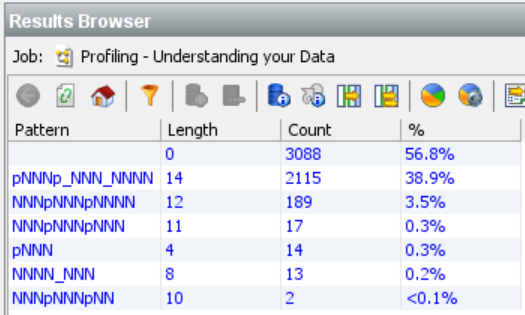 Results Browser
Job: Profiling - Understanding your Data
Pattern Length Count %
0 3088 56.8%
pNNNp_NNN_NNNN 14 2115 38.9%
NNNpNNNpNNNN 12 189 3.5%
NNNpNNNpNNN 11 17 0.3%
pNNN 4 14 0.3%
NNNN_NNN 8 13 0.2%
NNNpNNNpNN 10 2 <0.1%